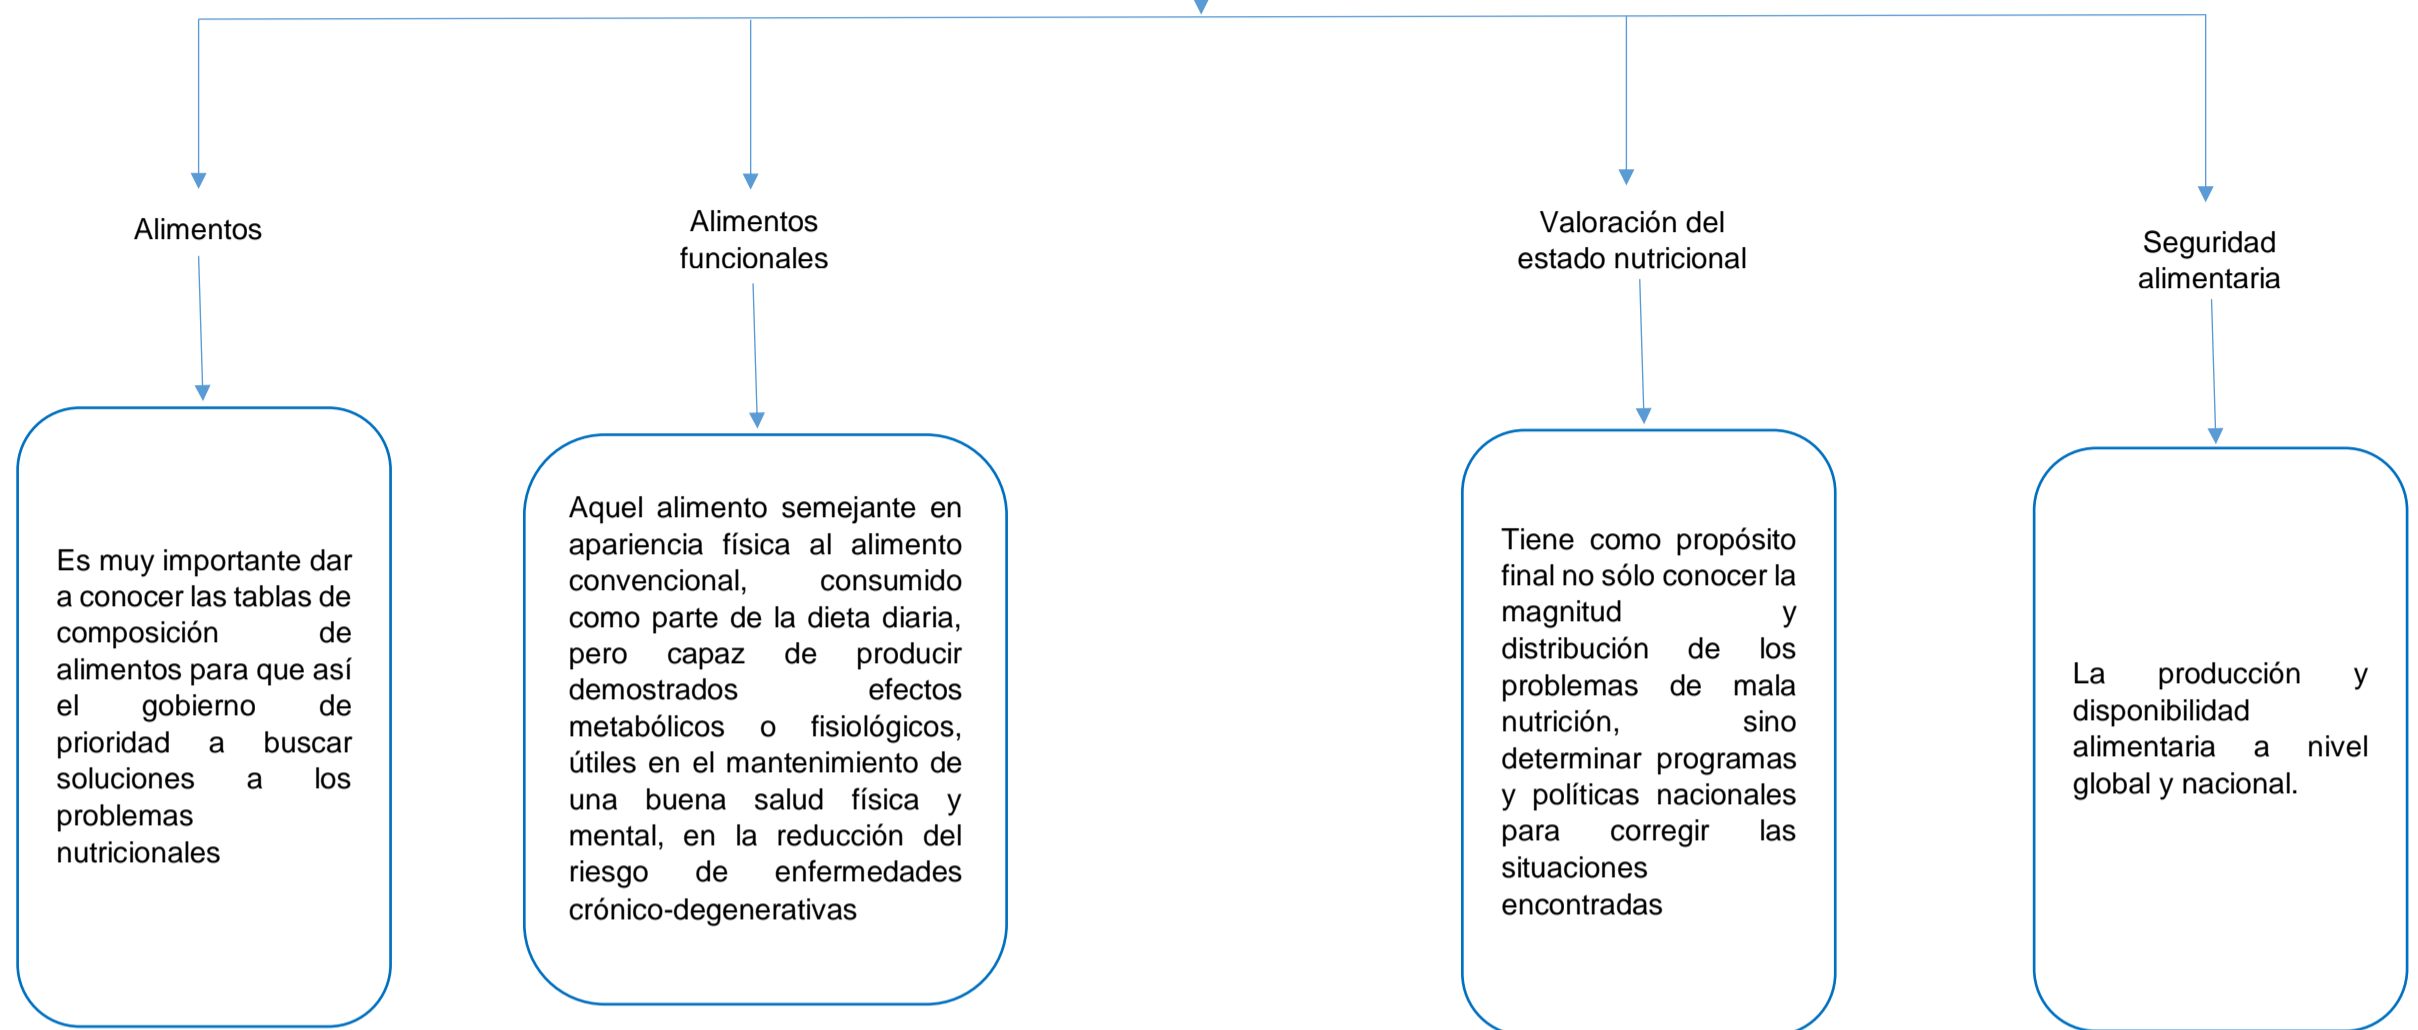 Alimentos
Es muy importante dar
a conocer las tablas de
composición de
alimentos para que así
el gobierno de
prioridad a buscar
soluciones a los
problemas
nutricionales
Alimentos
funcionales
Aquel alimento semejante en
apariencia física al alimento
convencional, consumido
como parte de la dieta diaria,
pero capaz de producir
demostrados efectos
metabólicos o fisiológicos,
útiles en el mantenimiento de
una buena salud física y
mental, en la reducción del
riesgo de enfermedades
crónico-degenerativas
Valoración del
estado nutricional
Tiene como propósito
final no sólo conocer la
magnitud y
distribución de los
problemas de mala
nutrición, sino
determinar programas
y políticas nacionales
para corregir las
situaciones
encontradas
Seguridad
alimentaria
La producción y
disponibilidad
alimentaria a nivel
global y nacional.